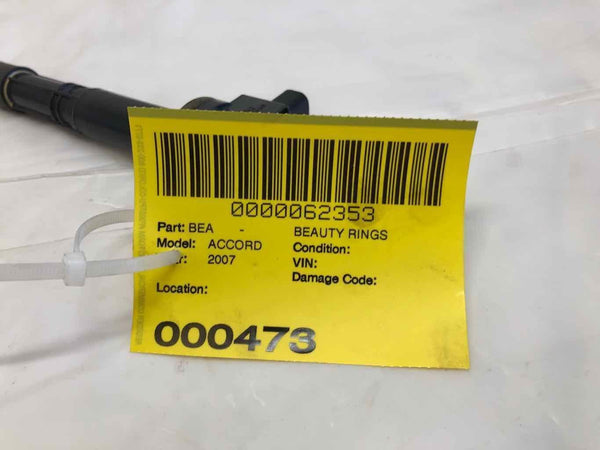 0000062353
Part: BEA - BEAUTY RINGS
Model: ACCORD Condition:
r: 2007 VIN:
Damage Code:
Location:
000473